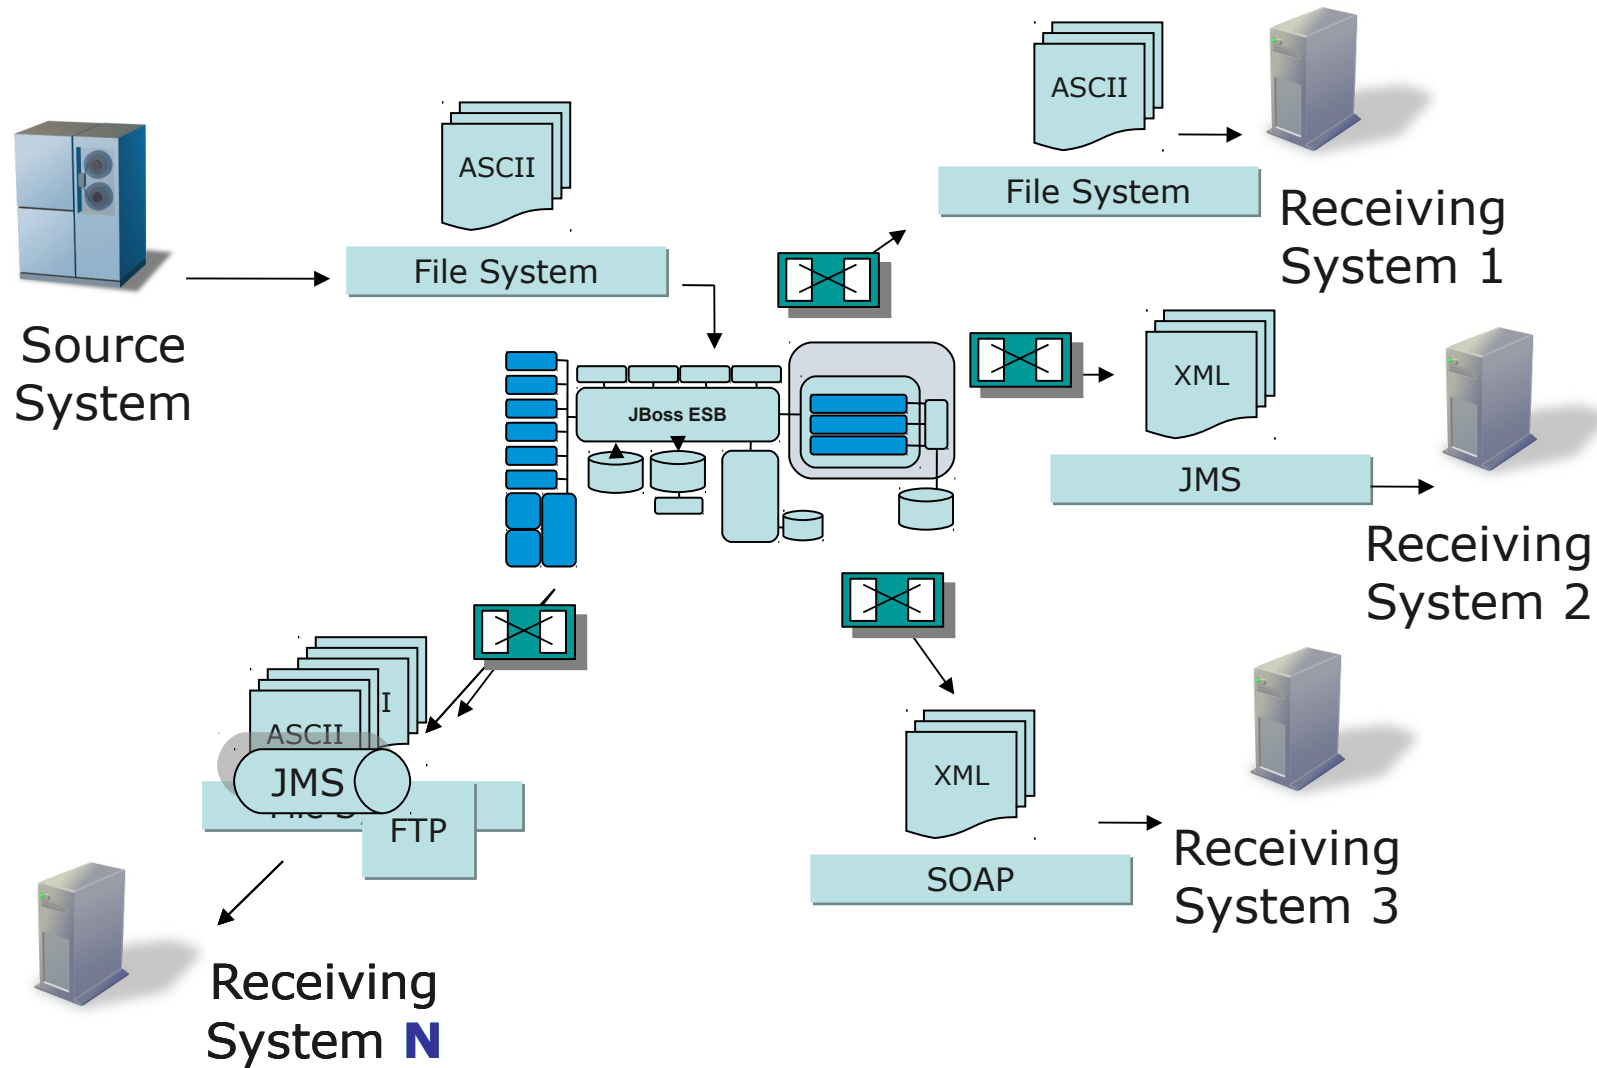 ASCII
File System
Receiving
System 1
ASCII
File System
Source
System
XML
JMS
Receiving
System 2
JBoss ESB
ASCII
JMS
FTP
XML
SOAP
Receiving
System 3
Receiving
System N